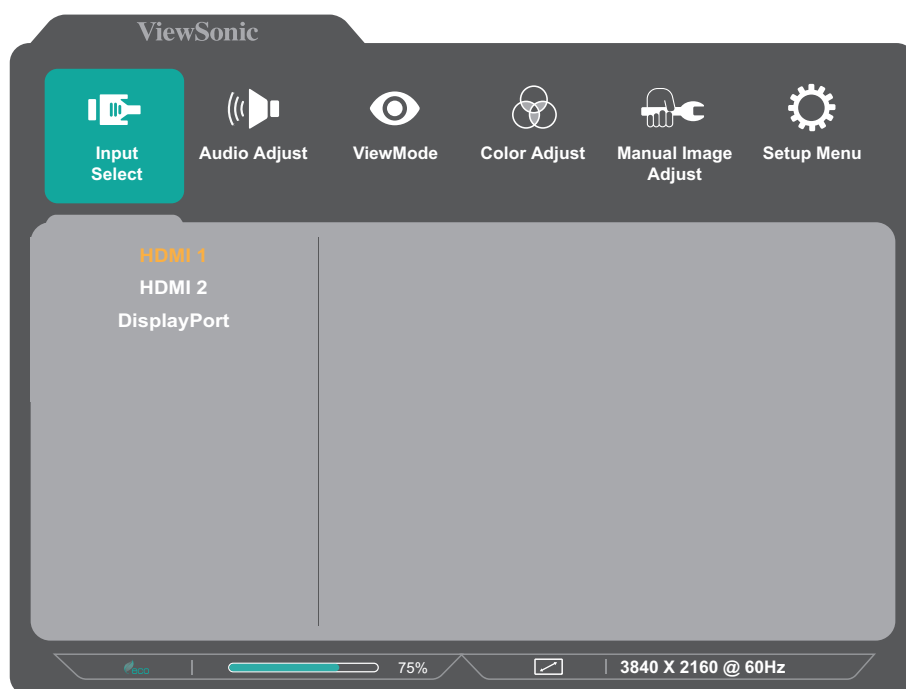 ViewSonic
Input
Select
Audio Adjust
ViewMode
Color Adjust
Manual Image
Adjust
Setup Menu
HDMI 1
HDMI 2
DisplayPort
eco
75%
3840 X 2160 @ 60Hz